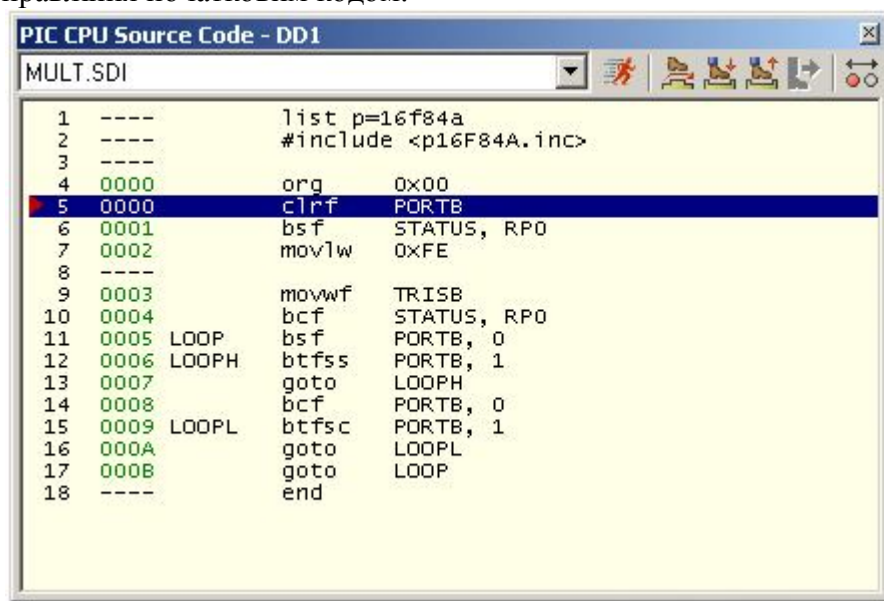 початковим кодом.
PIC CPU Source Code - DD1
MULT.SDI
1 ---- list p=16f84a
2 ---- #include <p16F84A.inc>
3 ----
4 0000 org 0x00
5 0000 clrf PORTB
6 0001 bsf STATUS, RP0
7 0002 movlw 0xFE
8 ----
9 0003 movwf TRISB
10 0004 bcf STATUS, RP0
11 0005 LOOP bsf PORTB, 0
12 0006 LOOPH btfss PORTB, 1
13 0007 goto LOOPH
14 0008 bcf PORTB, 0
15 0009 LOOPL btfsc PORTB, 1
16 000A goto LOOPL
17 000B goto LOOP
18 ---- end